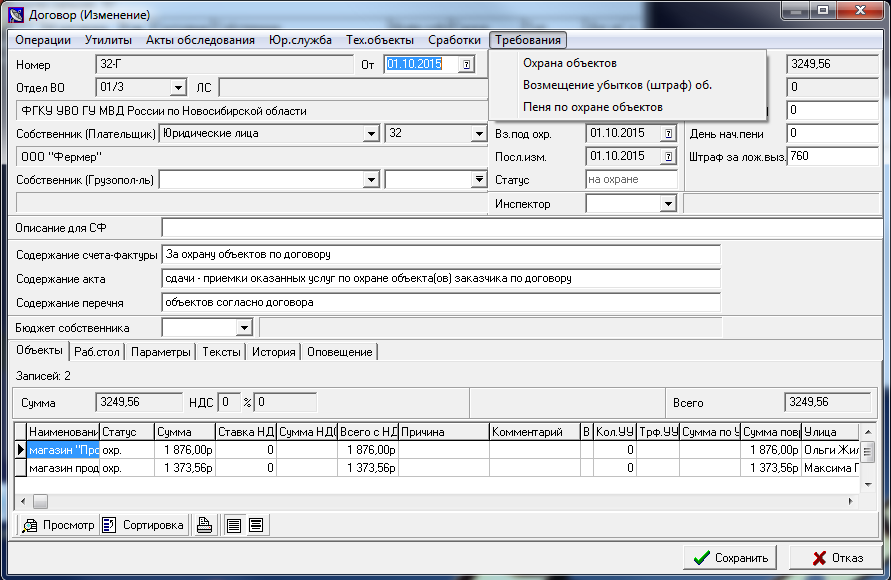 Договор (Изменение)
Операции Утилиты Акты обследования Юр.служба Тех.объекты Сработки Требования
Охрана объектов
Возмещение убытков (штраф) об.
Пеня по охране объектов
Номер 32-Г От 01.10.2015 3249,56
Отдел ВО 01/3 ЛС 0
ФГКУ УВО ГУ МВД России по Новосибирской области 0
Собственник (Плательщик) Юридические лица 32 Вз.под охр. 01.10.2015 День нач.пени 0
ООО "Фермер" Посл.изм. 01.10.2015 Штраф за лож.выз. 760
Собственник (Грузопол-ль) Статус на охране
Инспектор
Описание для СФ
Содержание счета-фактуры За охрану объектов по договору
Содержание акта сдачи - приемки оказанных услуг по охране объекта(ов) заказчика по договору
Содержание перечня объектов согласно договора
Бюджет собственника
Объекты Раб.стол Параметры Тексты История Оповещение
Записей: 2
Сумма 3249,56 НДС 0 % 0 Всего 3249,56
Наименовани Статус Сумма Ставка НД Сумма НДС Всего с НД Причина Комментарий В Кол.УУ Трф.УУ Сумма по У Сумма повр Улица
магазин "Про охр. 1 876,00р 0 1 876,00р 0 1 876,00р Ольги Жил
магазин прод охр. 1 373,56р 0 1 373,56р 0 1 373,56р Максима Г
Просмотр Сортировка
Сохранить Отказ